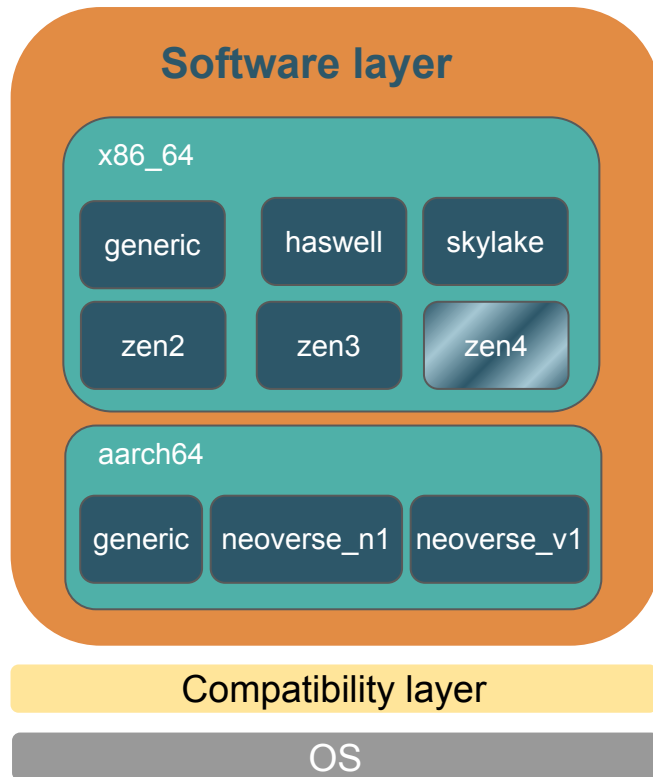 Software layer
x86_64
generic haswell skylake
zen2 zen3 zen4
aarch64
generic neoverse_n1 neoverse_v1
Compatibility layer
OS